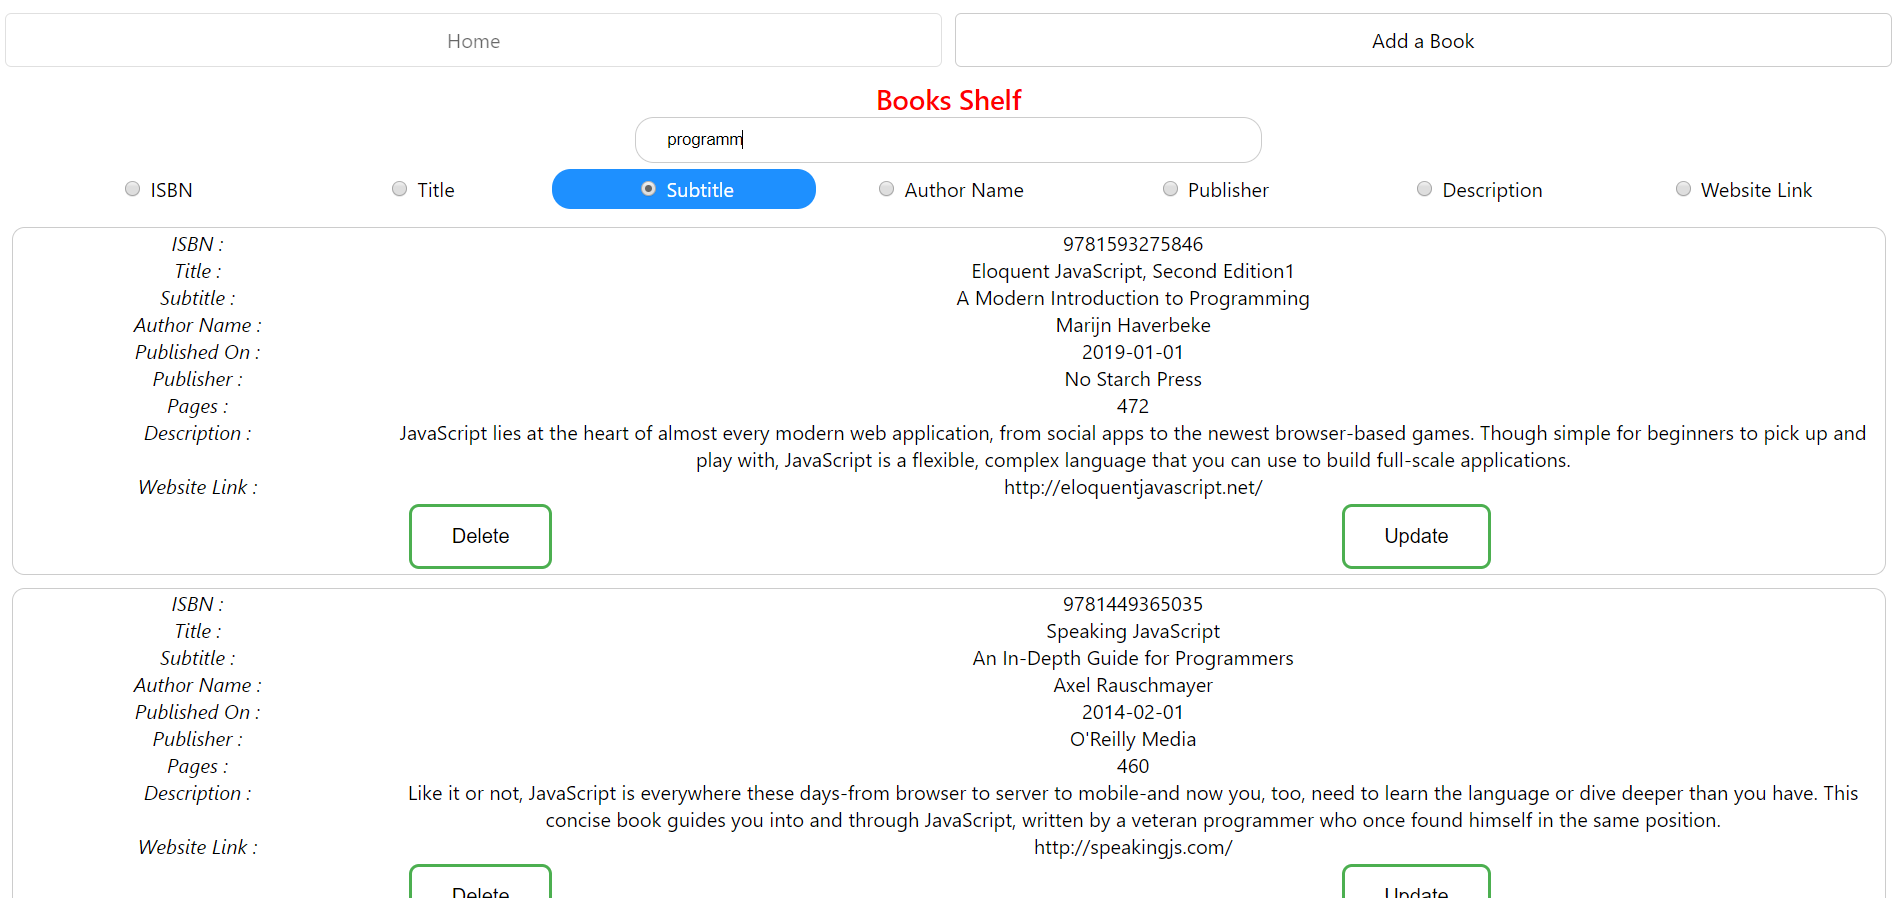 Home Add a Book
Books Shelf
programm
ISBN Title Subtitle Author Name Publisher Description Website Link
ISBN : 9781593275846
Title : Eloquent JavaScript, Second Edition1
Subtitle : A Modern Introduction to Programming
Author Name : Marijn Haverbeke
Published On : 2019-01-01
Publisher : No Starch Press
Pages : 472
Description : JavaScript lies at the heart of almost every modern web application, from social apps to the newest browser-based games. Though simple for beginners to pick up and
play with, JavaScript is a flexible, complex language that you can use to build full-scale applications.
Website Link : http://eloquentjavascript.net/
Delete Update
ISBN : 9781449365035
Title : Speaking JavaScript
Subtitle : An In-Depth Guide for Programmers
Author Name : Axel Rauschmayer
Published On : 2014-02-01
Publisher : O'Reilly Media
Pages : 460
Description : Like it or not, JavaScript is everywhere these days-from browser to server to mobile-and now you, too, need to learn the language or dive deeper than you have. This
concise book guides you into and through JavaScript, written by a veteran programmer who once found himself in the same position.
Website Link : http://speakingjs.com/
Delete Update